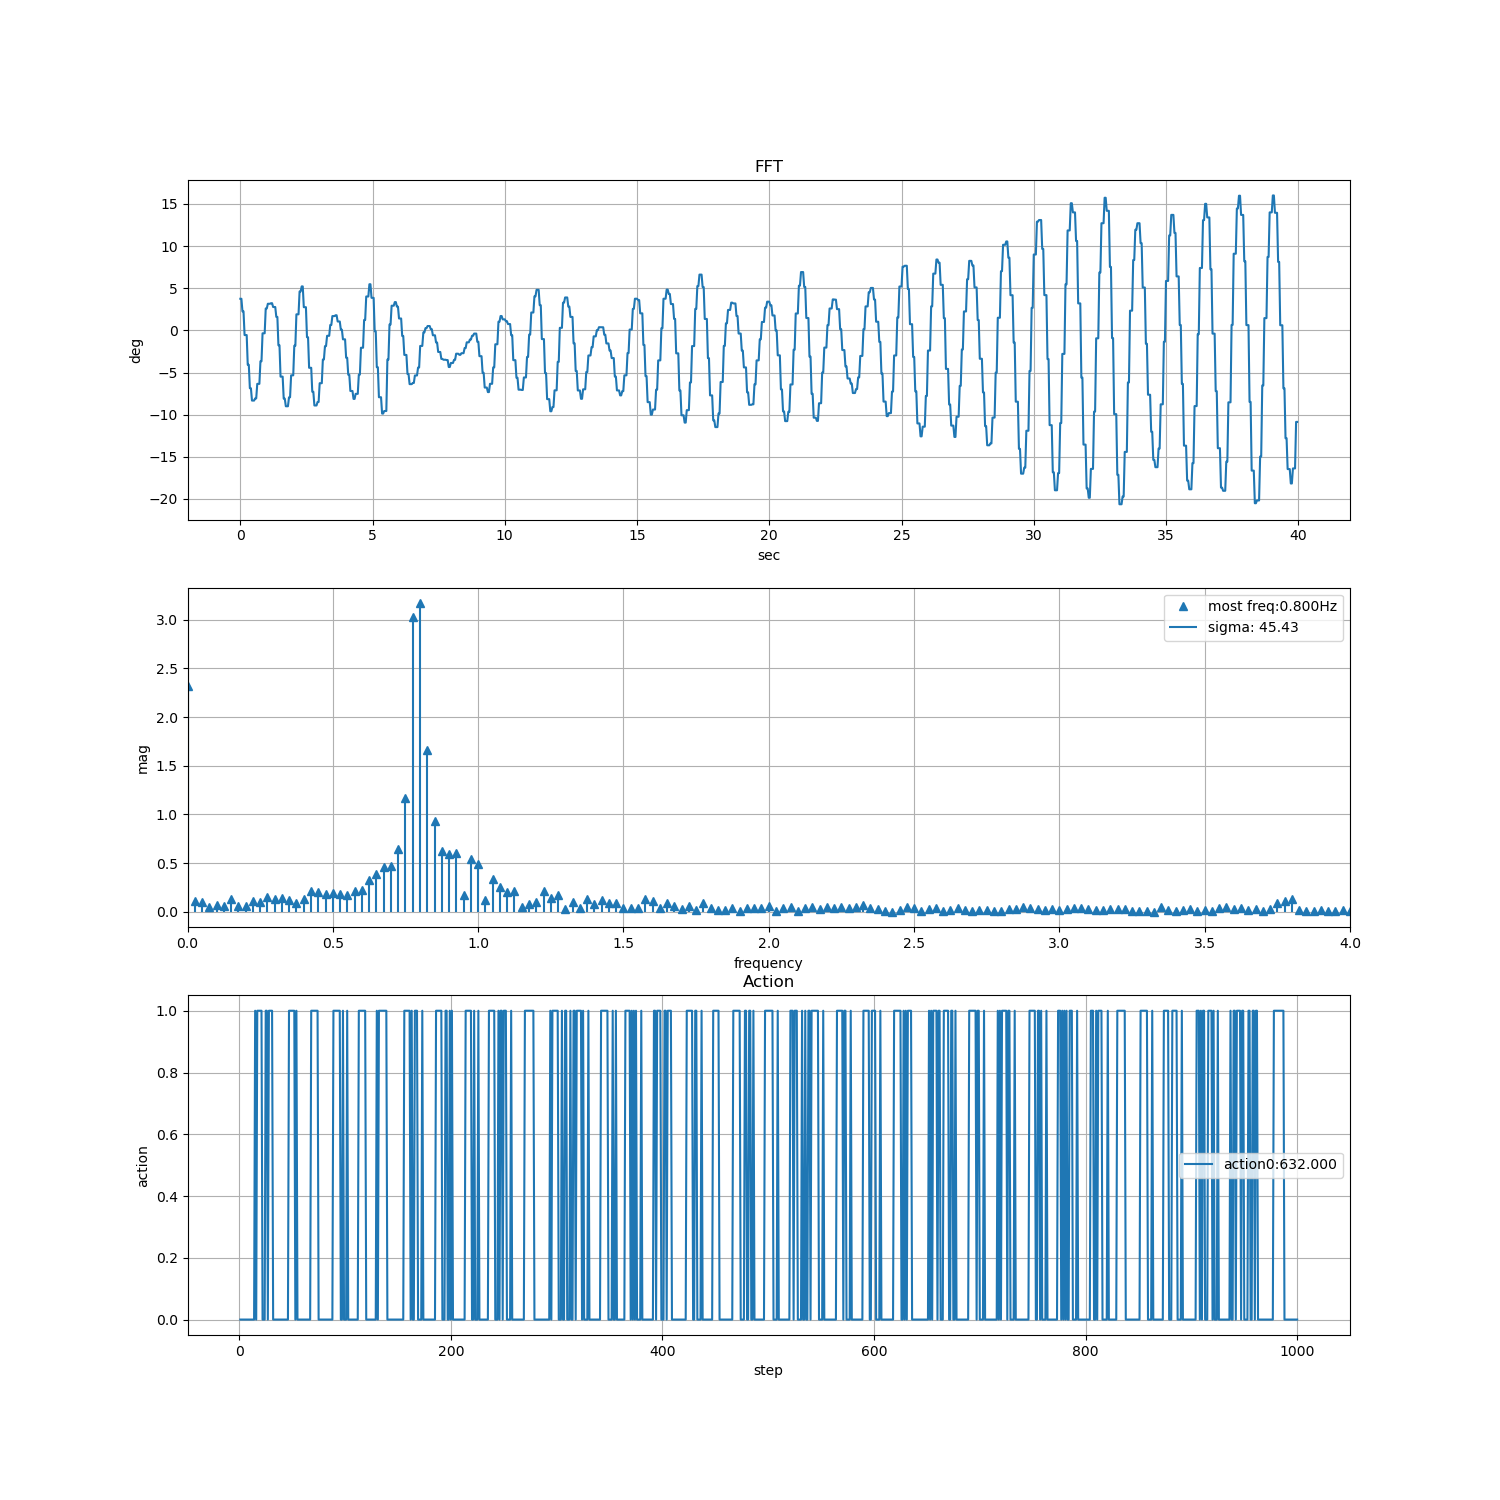 FFT
15
10
5
0
−5
−10
−15
−20
deg
0 5 10 15 20 25 30 35 40
sec
3.0
2.5
2.0
1.5
1.0
0.5
0.0
mag
most freq:0.800Hz
sigma: 45.43
0.0 0.5 1.0 1.5 2.0 2.5 3.0 3.5 4.0
frequency
Action
1.0
0.8
0.6
0.4
0.2
0.0
action
action0:632.000
0 200 400 600 800 1000
step